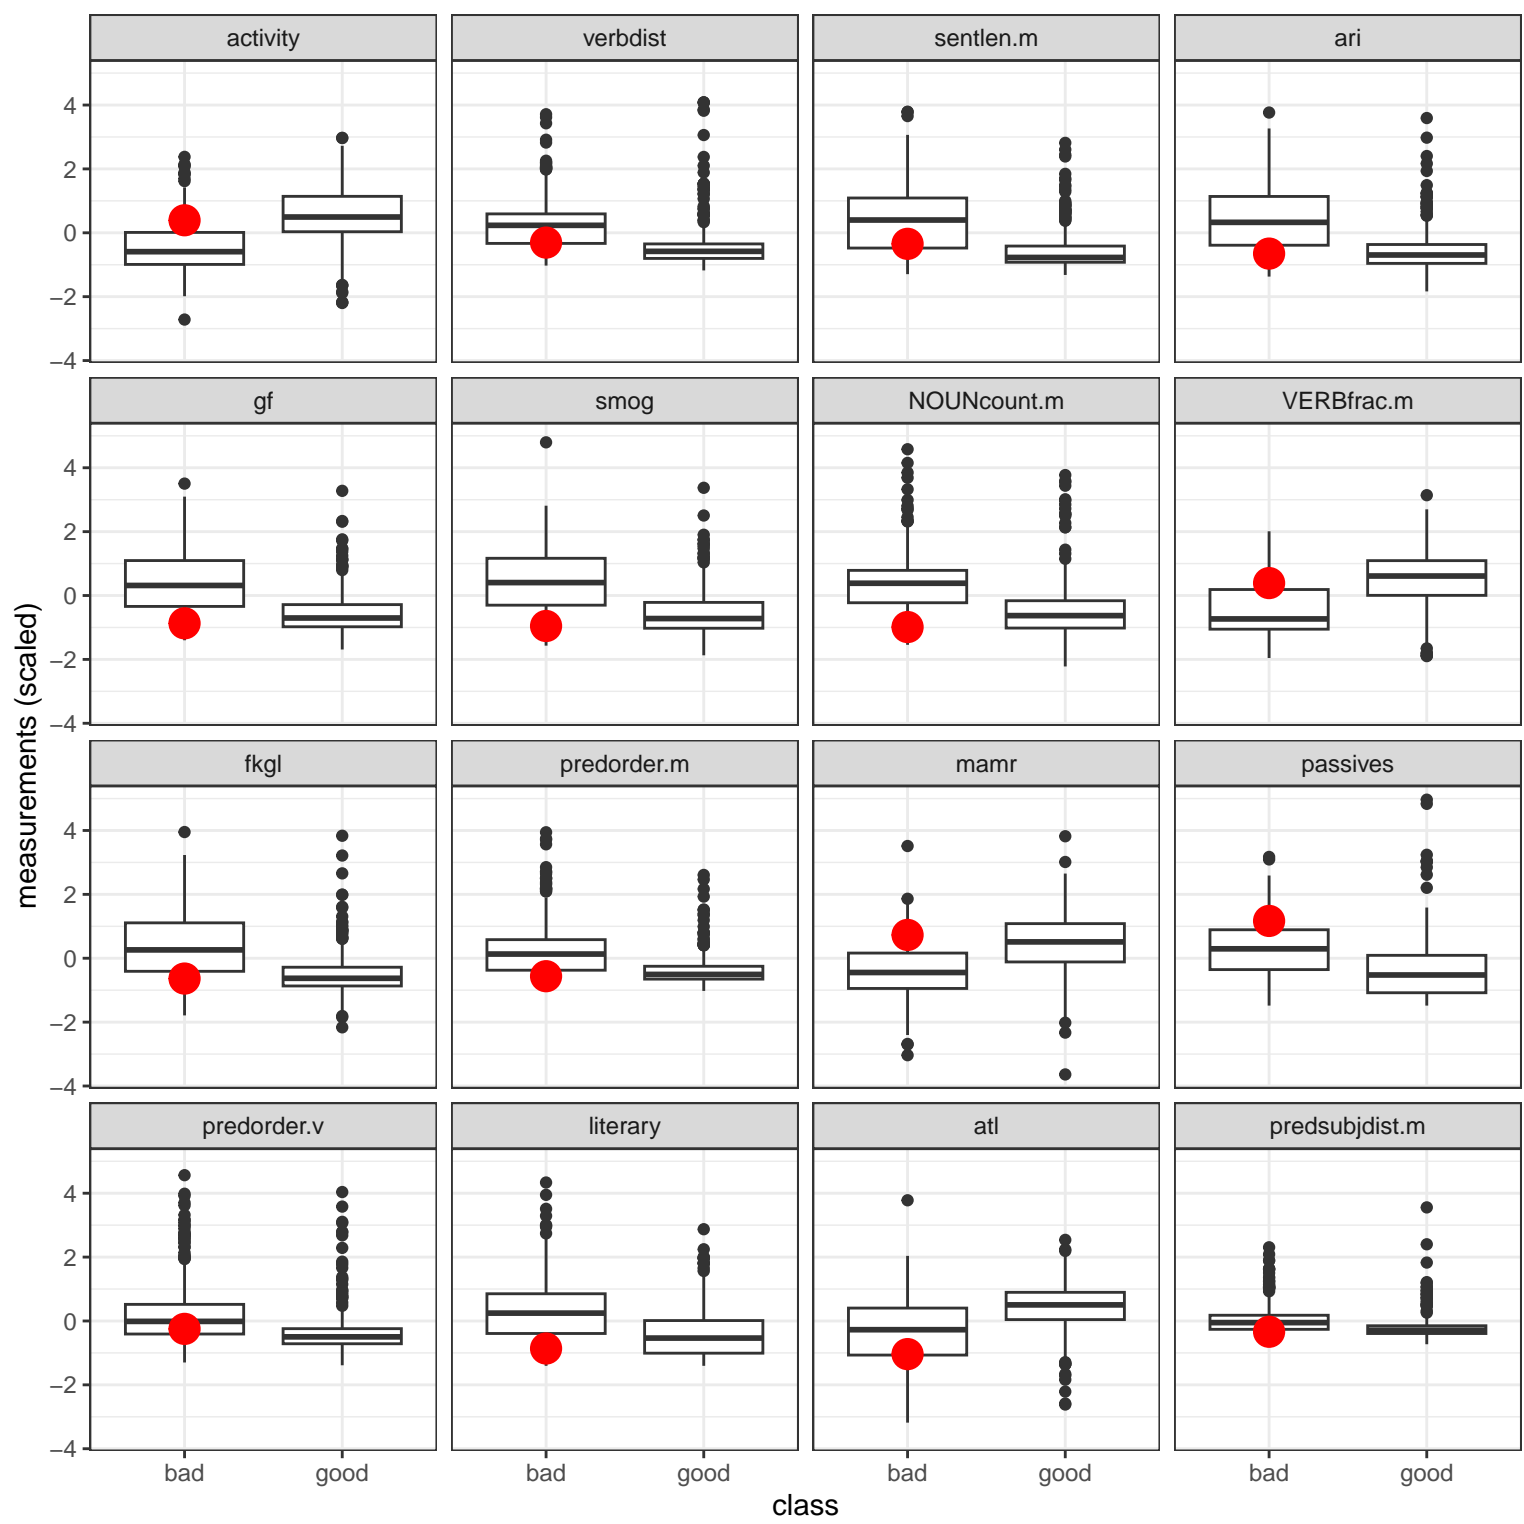 activity verbdist sentlen.m ari
4
2
0
−2
−4
gf smog NOUNcount.m VERBfrac.m
4
2
0
−2
−4
measurements (scaled)
fkgl predorder.m mamr passives
4
2
0
−2
−4
predorder.v literary atl predsubjdist.m
4
2
0
−2
−4
bad good bad good bad good bad good
class